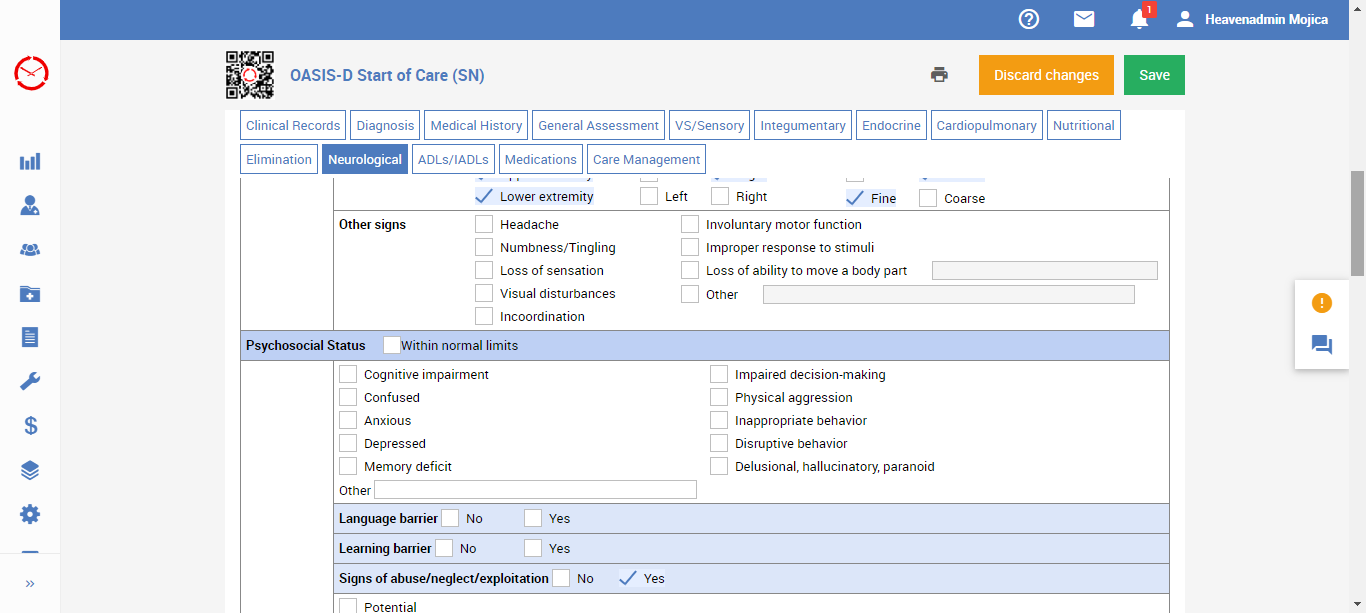 1
Heavenadmin Mojica
OASIS-D Start of Care (SN)
Discard changes
Save
Clinical Records Diagnosis Medical History General Assessment VS/Sensory Integumentary Endocrine Cardiopulmonary Nutritional
Elimination Neurological ADLs/IADLs Medications Care Management
Lower extremity Left Right Fine Coarse
Other signs Headache Involuntary motor function
Numbness/Tingling Improper response to stimuli
Loss of sensation Loss of ability to move a body part
Visual disturbances Other
Incoordination
Psychosocial Status Within normal limits
Cognitive impairment Impaired decision-making
Confused Physical aggression
Anxious Inappropriate behavior
Depressed Disruptive behavior
Memory deficit Delusional, hallucinatory, paranoid
Other
Language barrier No Yes
Learning barrier No Yes
Signs of abuse/neglect/exploitation No Yes
Potential